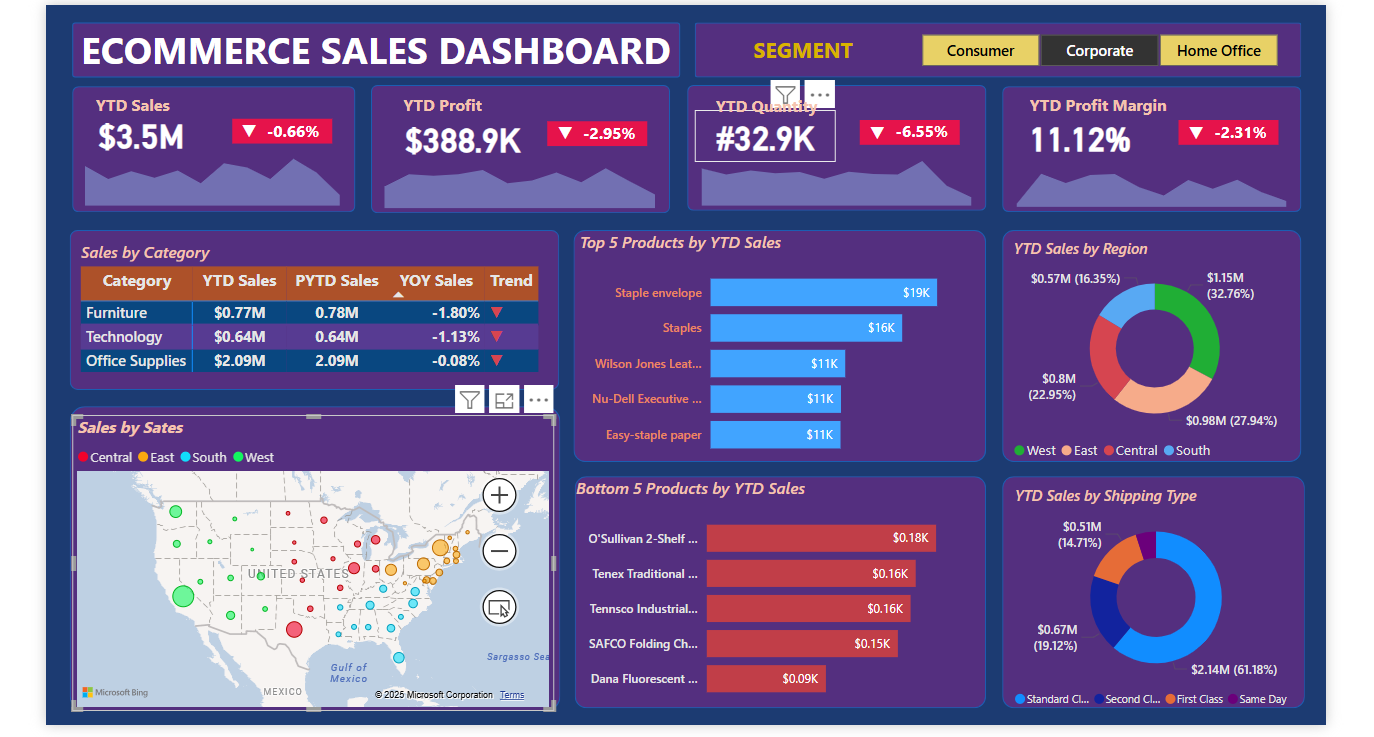 ECOMMERCE SALES DASHBOARD
SEGMENT
Consumer
Corporate
Home Office
YTD Sales
$3.5M
-0.66%
YTD Profit
$388.9K
-2.95%
YTD Quantity
#32.9K
-6.55%
YTD Profit Margin
11.12%
-2.31%
Sales by Category
Category YTD Sales PYTD Sales YOY Sales Trend
Furniture $0.77M 0.78M -1.80%
Technology $0.64M 0.64M -1.13%
Office Supplies $2.09M 2.09M -0.08%
Top 5 Products by YTD Sales
Staple envelope $19K
Staples $16K
Wilson Jones Leat... $11K
Nu-Dell Executive ... $11K
Easy-staple paper $11K
YTD Sales by Region
$0.57M (16.35%)
$1.15M
(32.76%)
$0.8M
(22.95%)
$0.98M (27.94%)
West East Central South
Sales by Sates
Central East South West
UNITED STATES
Sargasso Sea
Gulf of
Mexico
MEXICO
Microsoft Bing
© 2025 Microsoft Corporation Terms
Bottom 5 Products by YTD Sales
O'Sullivan 2-Shelf ... $0.18K
Tenex Traditional ... $0.16K
Tennsco Industrial... $0.16K
SAFCO Folding Ch... $0.15K
Dana Fluorescent ... $0.09K
YTD Sales by Shipping Type
$0.51M
(14.71%)
$0.67M
(19.12%)
$2.14M (61.18%)
Standard Cl... Second Cl... First Class Same Day